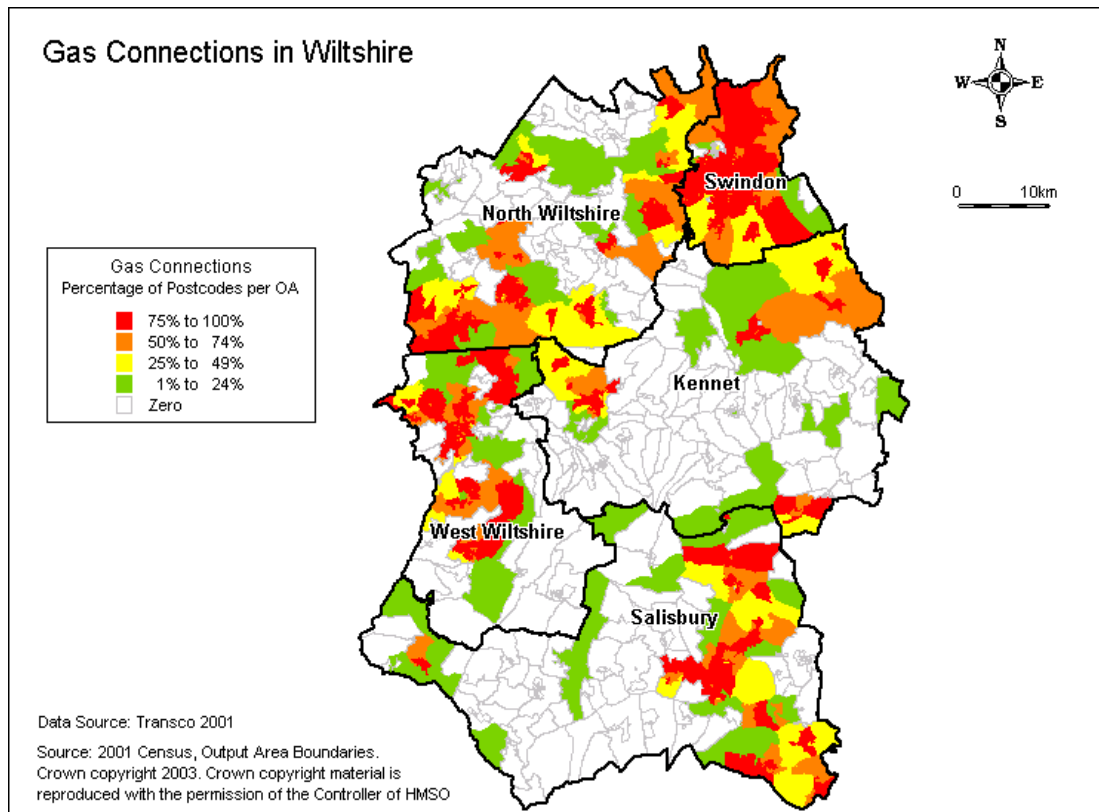 Gas Connections in Wiltshire
N
W E
S
0 10km
Swindon
North Wiltshire
Gas Connections
Percentage of Postcodes per OA
75% to 100%
50% to 74%
25% to 49%
1% to 24%
Zero
Kennet
West Wiltshire
Salisbury
Data Source: Transco 2001
Source: 2001 Census, Output Area Boundaries.
Crown copyright 2003. Crown copyright material is
reproduced with the permission of the Controller of HMSO